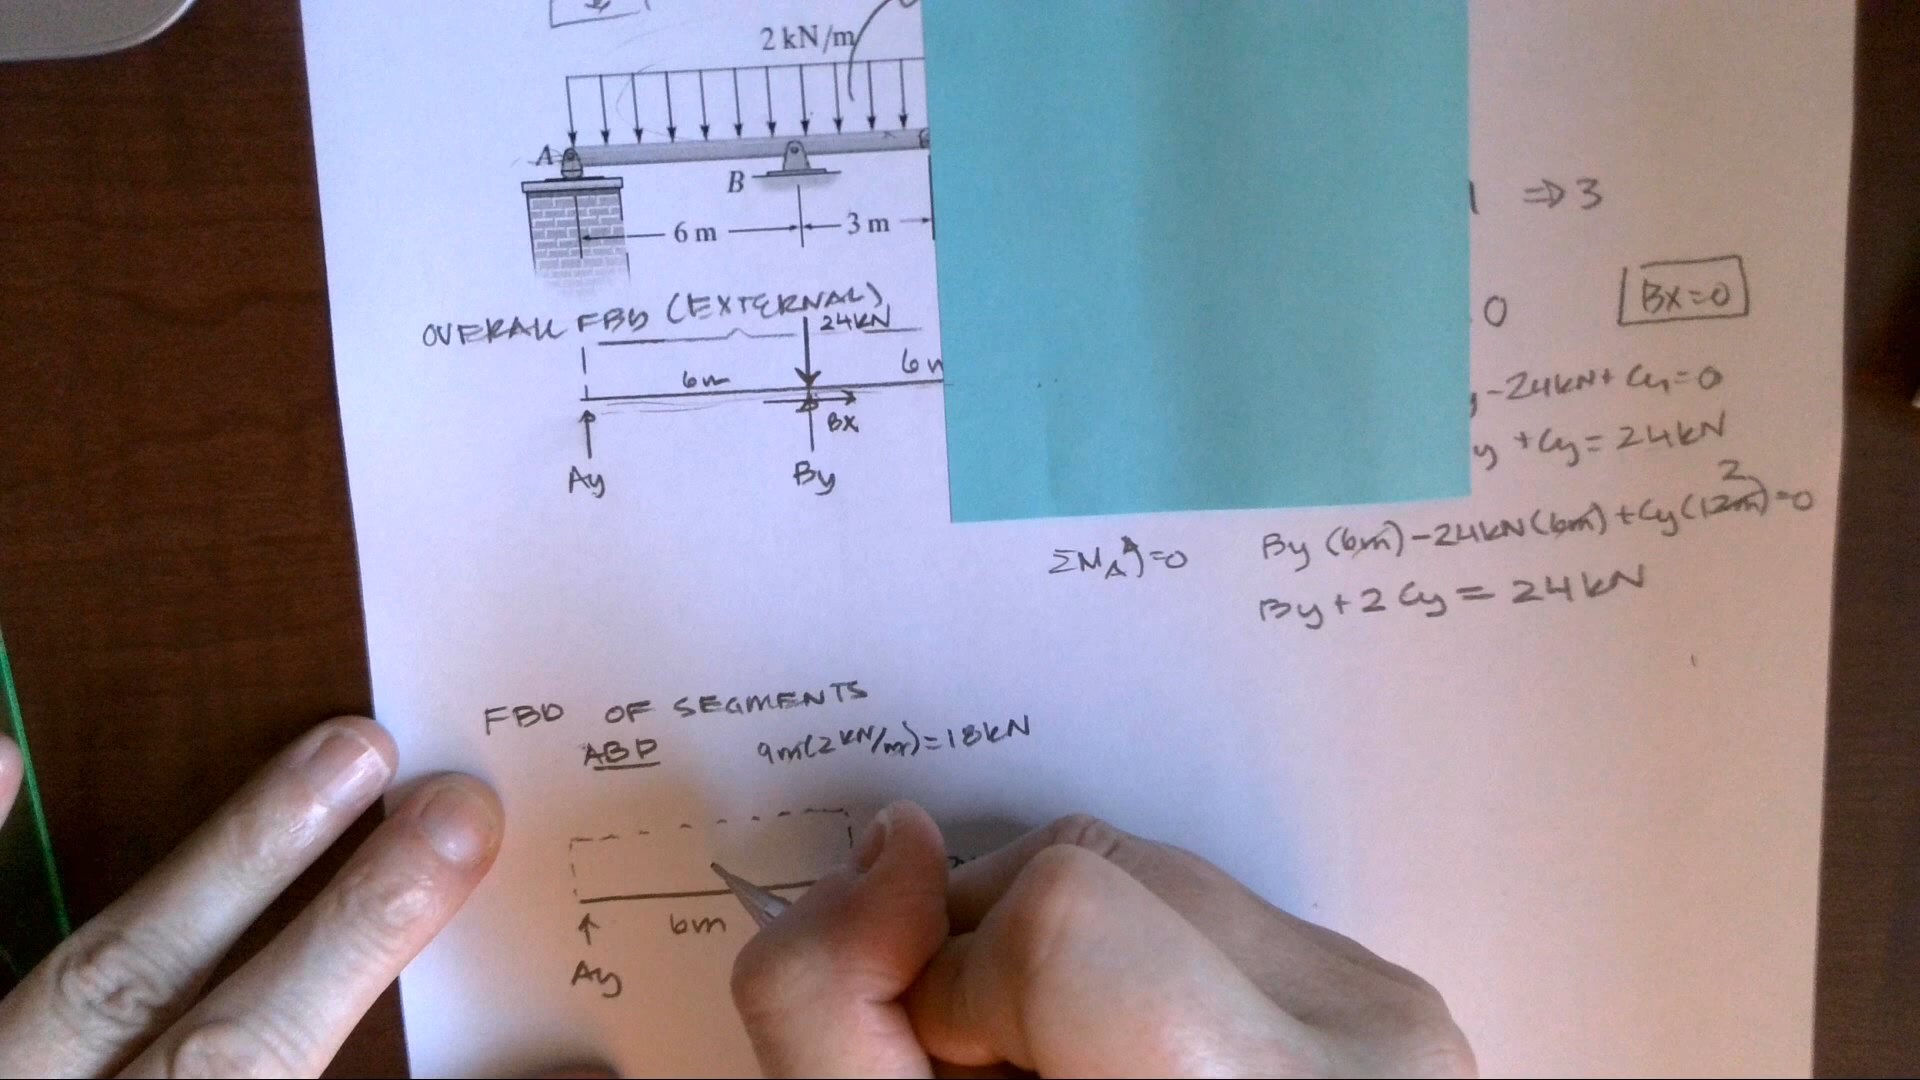 2 kN/m
A
B
6 m
3 m
⇒ 3
OVERALL FBD (EXTERNAL)
24KN
0
BX=0
6m
6m
Bx
Ay
By
-24KN+Cy=0
y +Cy=24KN
ΣMA=0
By (6m)-24KN(6m)+Cy(12m)=0
2
By+2Cy=24KN
FBD OF SEGMENTS
ABD
9m(2KN/m)=18KN
6m
Ay